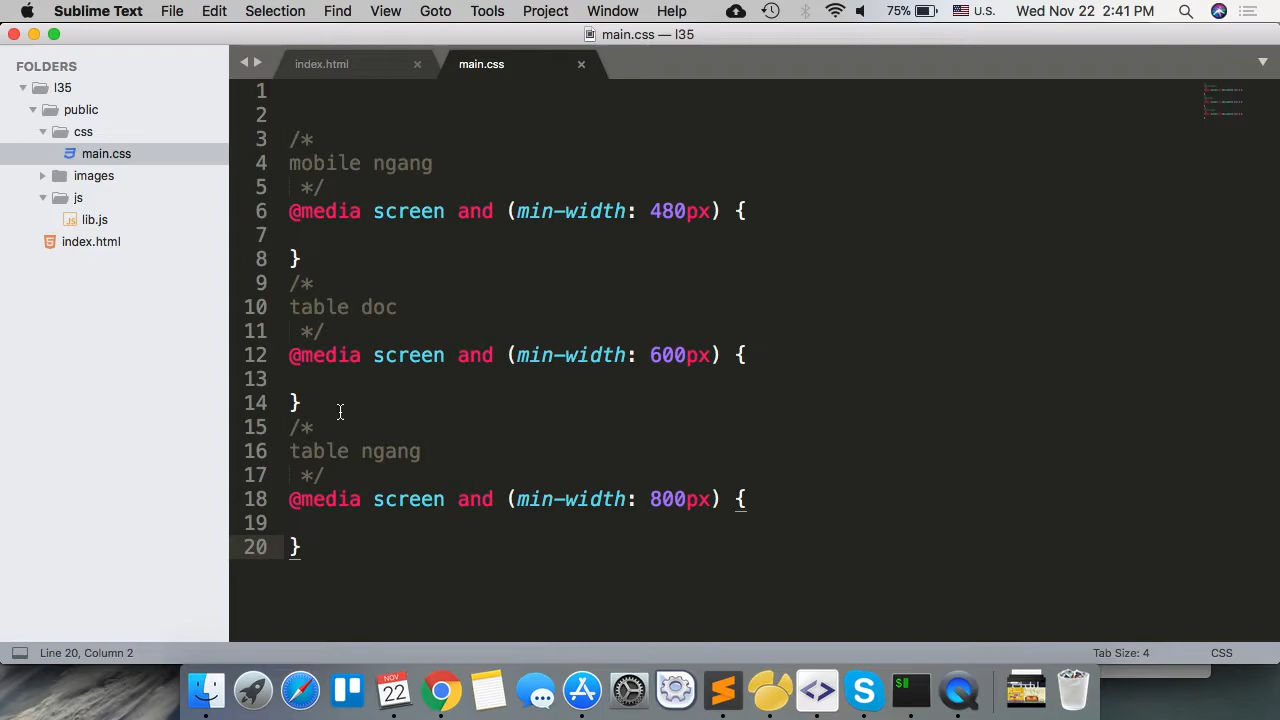 Sublime Text File Edit Selection Find View Goto Tools Project Window Help 75% U.S. Wed Nov 22 2:41 PM
main.css — l35
FOLDERS
l35
public
css
main.css
images
js
lib.js
index.html
index.html × main.css ×
1
2
3 /*
4 mobile ngang
5 */
6 @media screen and (min-width: 480px) {
7
8 }
9 /*
10 table doc
11 */
12 @media screen and (min-width: 600px) {
13
14 }
15 /*
16 table ngang
17 */
18 @media screen and (min-width: 800px) {
19
20 }
Line 20, Column 2 Tab Size: 4 CSS
NOV
22